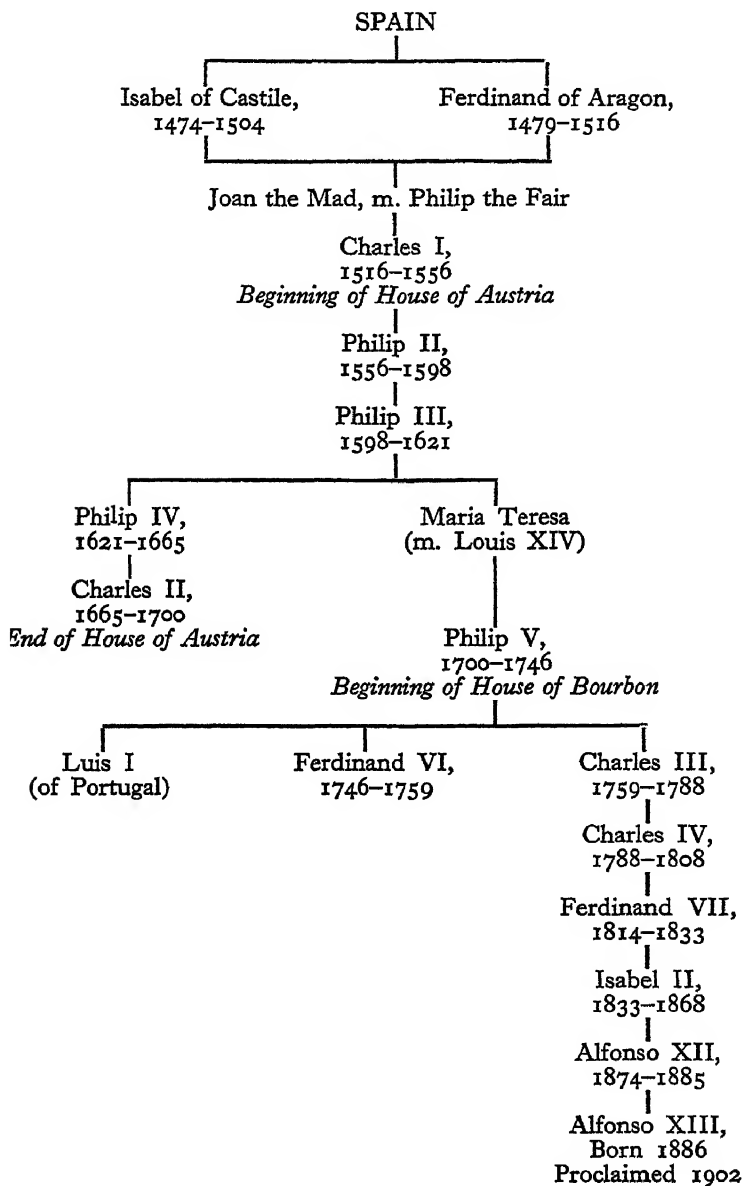 SPAIN
Isabel of Castile,
1474–1504
Ferdinand of Aragon,
1479–1516
Joan the Mad, m. Philip the Fair
Charles I,
1516–1556
Beginning of House of Austria
Philip II,
1556–1598
Philip III,
1598–1621
Philip IV,
1621–1665
Maria Teresa
(m. Louis XIV)
Charles II,
1665–1700
End of House of Austria
Philip V,
1700–1746
Beginning of House of Bourbon
Luis I
(of Portugal)
Ferdinand VI,
1746–1759
Charles III,
1759–1788
Charles IV,
1788–1808
Ferdinand VII,
1814–1833
Isabel II,
1833–1868
Alfonso XII,
1874–1885
Alfonso XIII,
Born 1886
Proclaimed 1902